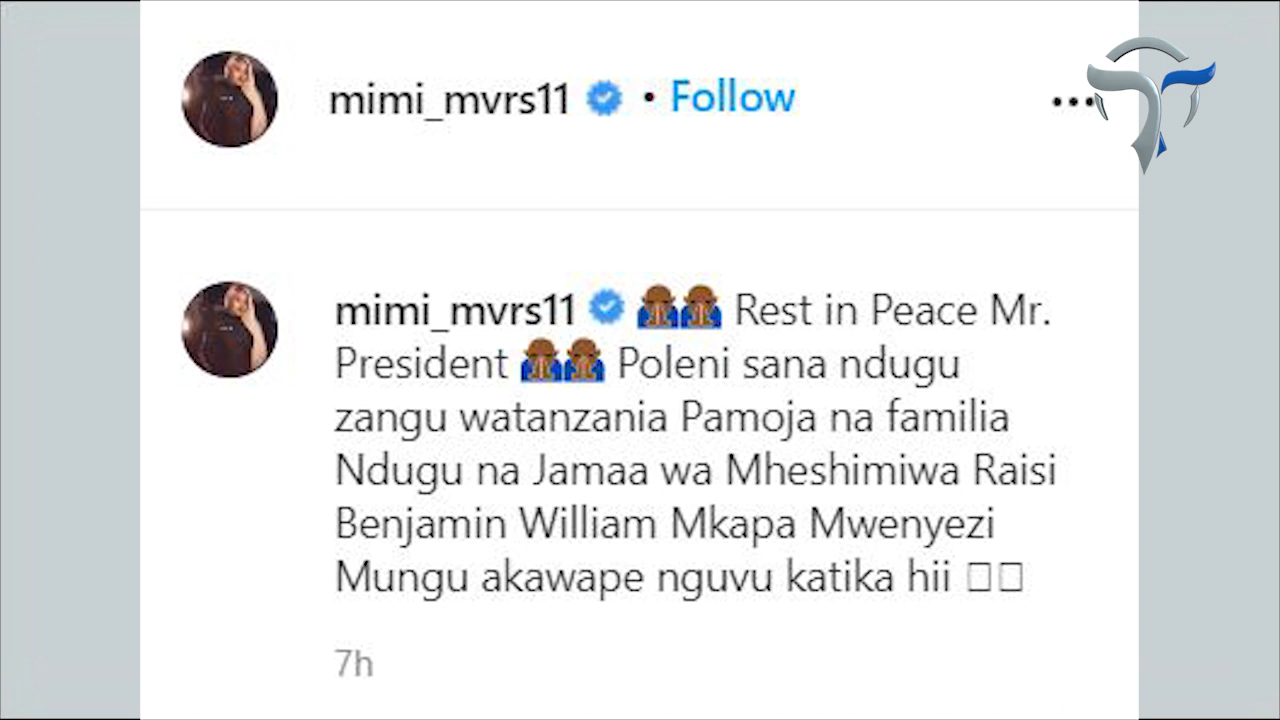 mimi_mvrs11 • Follow
mimi_mvrs11 Rest in Peace Mr.
President Poleni sana ndugu
zangu watanzania Pamoja na familia
Ndugu na Jamaa wa Mheshimiwa Raisi
Benjamin William Mkapa Mwenyezi
Mungu akawape nguvu katika hii
7h